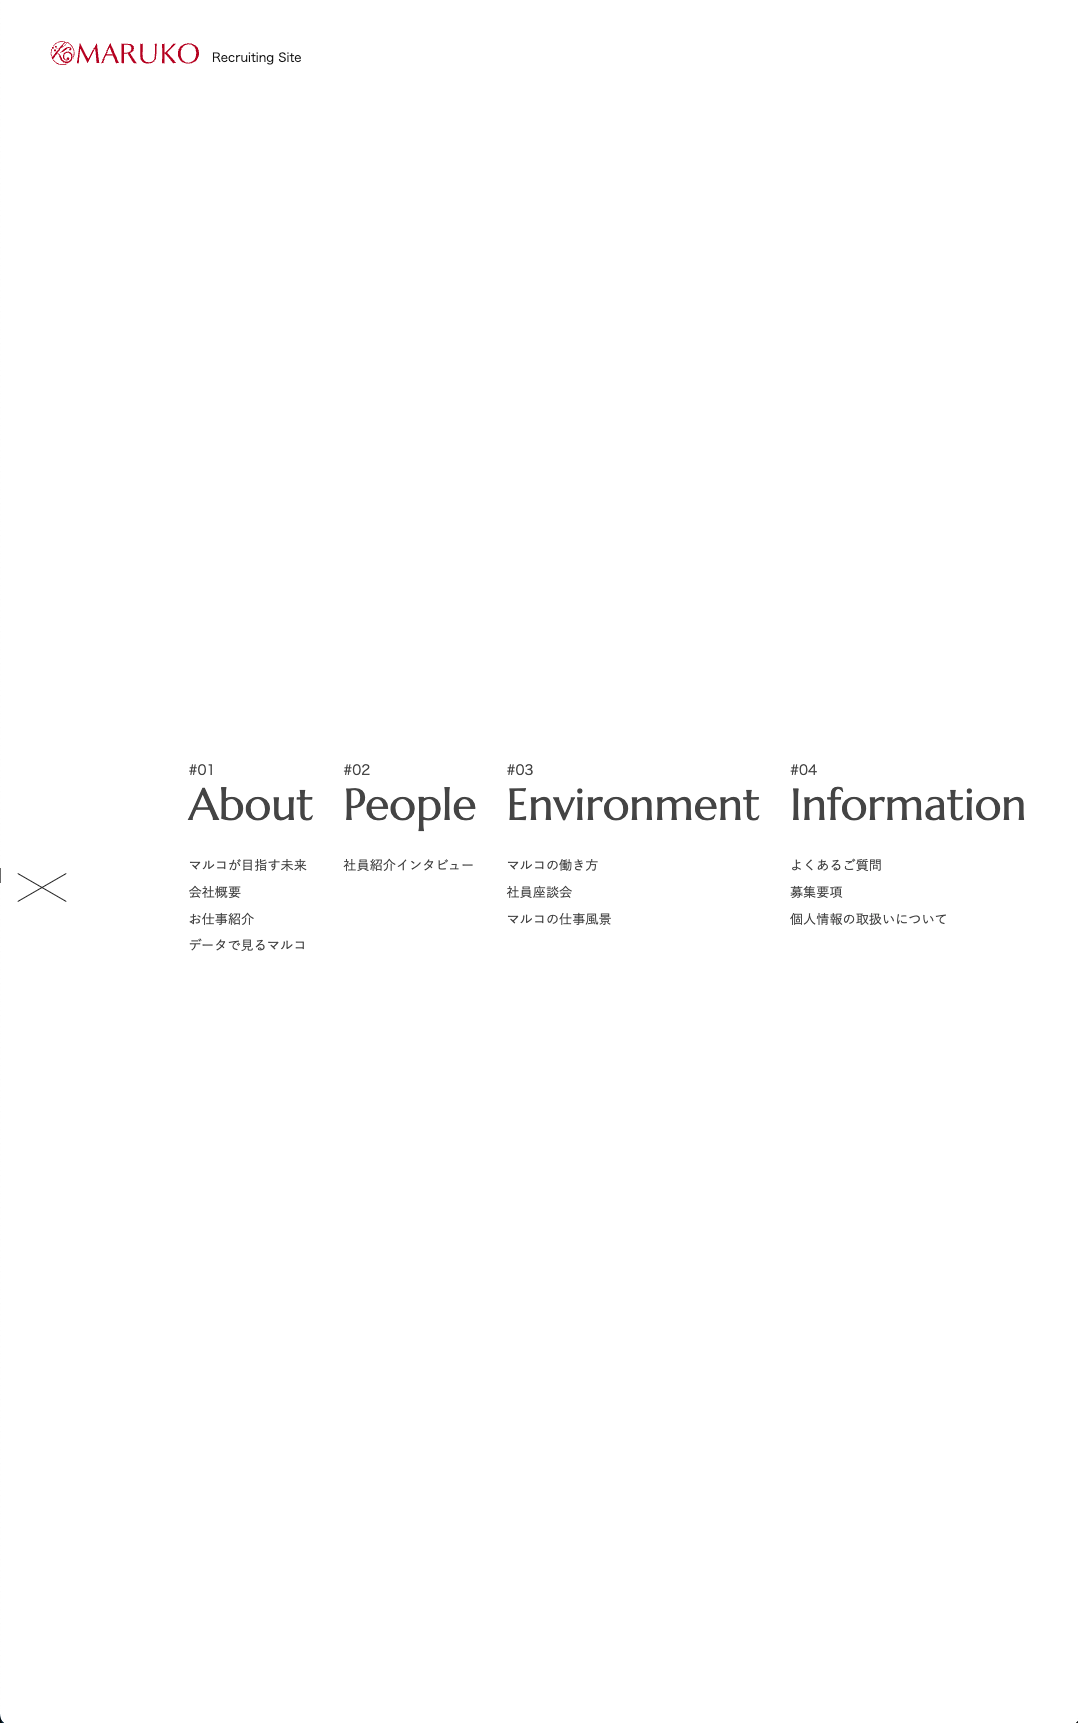 MARUKO Recruiting Site
#01
About
マルコが目指す未来
会社概要
お仕事紹介
データで見るマルコ
#02
People
社員紹介インタビュー
#03
Environment
マルコの働き方
社員座談会
マルコの仕事風景
#04
Information
よくあるご質問
募集要項
個人情報の取扱いについて